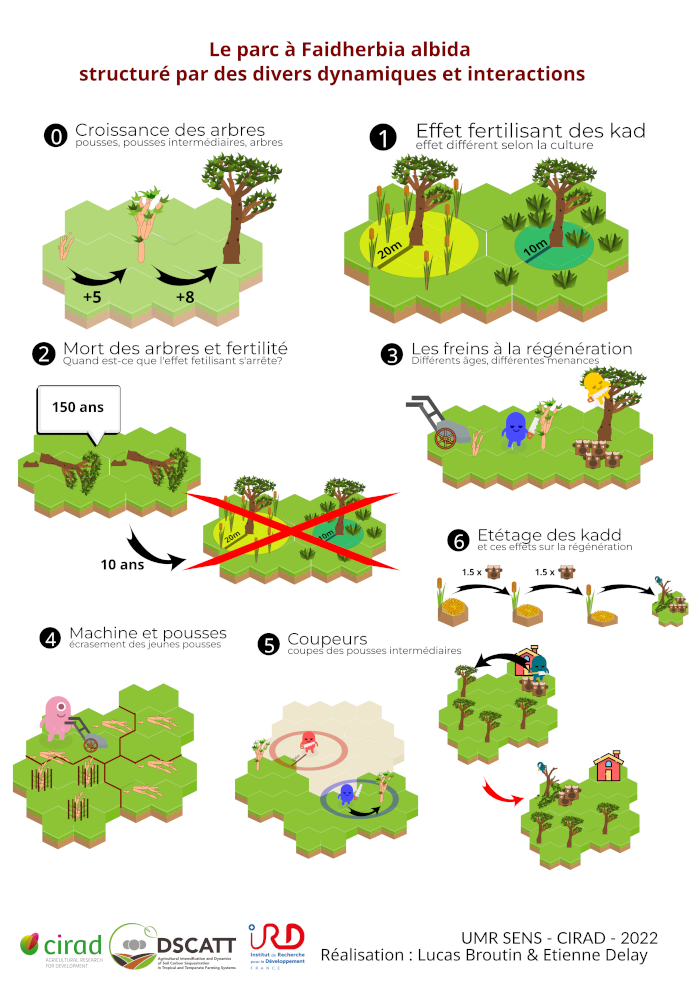 Le parc à Faidherbia albida
structuré par des divers dynamiques et interactions
0 Croissance des arbres
pousses, pousses intermédiaires, arbres
+5
+8
1 Effet fertilisant des kad
effet différent selon la culture
20m
10m
2 Mort des arbres et fertilité
Quand est-ce que l'effet fetilisant s'arrête?
150 ans
10 ans
20m
10m
3 Les freins à la régénération
Différents âges, différentes menances
6 Etétage des kadd
et ces effets sur la régénération
1.5 x
1.5 x
4 Machine et pousses
écrasement des jeunes pousses
5 Coupeurs
coupes des pousses intermédiaires
cirad
AGRICULTURAL RESEARCH
FOR DEVELOPMENT
DSCATT
Agricultural Intensification and Dynamics
of Soil Carbon Sequestration
in Tropical and Temperate Farming Systems
IRD
Institut de Recherche
pour le Développement
FRANCE
UMR SENS - CIRAD - 2022
Réalisation : Lucas Broutin & Etienne Delay